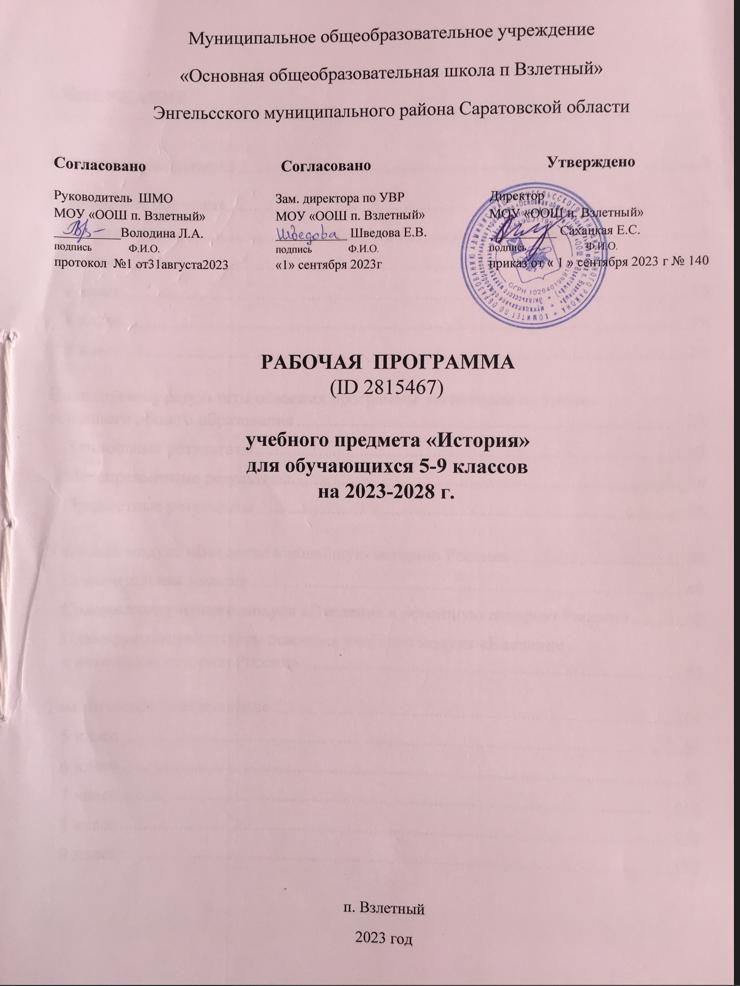 Муниципальное общеобразовательное учреждение
«Основная общеобразовательная школа п Взлетный»
Энгельсского муниципального района Саратовской области
Согласовано
Руководитель ШМО
МОУ «ООШ п. Взлетный»
Володина Л.А.
подпись Ф.И.О.
протокол №1 от31августа2023
Согласовано
Зам. директора по УВР
МОУ «ООШ п. Взлетный»
Шведова Шведова Е.В.
подпись Ф.И.О.
«1» сентября 2023г
Утверждено
Директор
МОУ «ООШ п. Взлетный»
Сахацкая Е.С.
подпись Ф.И.О.
приказ от « 1 » сентября 2023 г № 140
РАБОЧАЯ ПРОГРАММА
(ID 2815467)
учебного предмета «История»
для обучающихся 5-9 классов
на 2023-2028 г.
п. Взлетный
2023 год